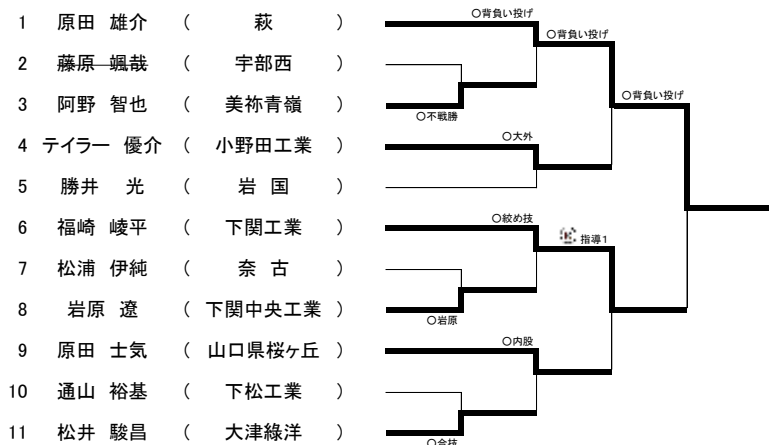 1 原田 雄介 ( 萩 )
2 藤原 颯哉 ( 宇部西 )
3 阿野 智也 ( 美祢青嶺 )
4 テイラー 優介 ( 小野田工業 )
5 勝井 光 ( 岩国 )
6 福崎 崚平 ( 下関工業 )
7 松浦 伊純 ( 奈古 )
8 岩原 遼 ( 下関中央工業 )
9 原田 士気 ( 山口県桜ヶ丘 )
10 通山 裕基 ( 下松工業 )
11 松井 駿昌 ( 大津緑洋 )
○背負い投げ
○背負い投げ
○背負い投げ
○不戦勝
○大外
○絞め技
指導1
○岩原
○内股
○合技